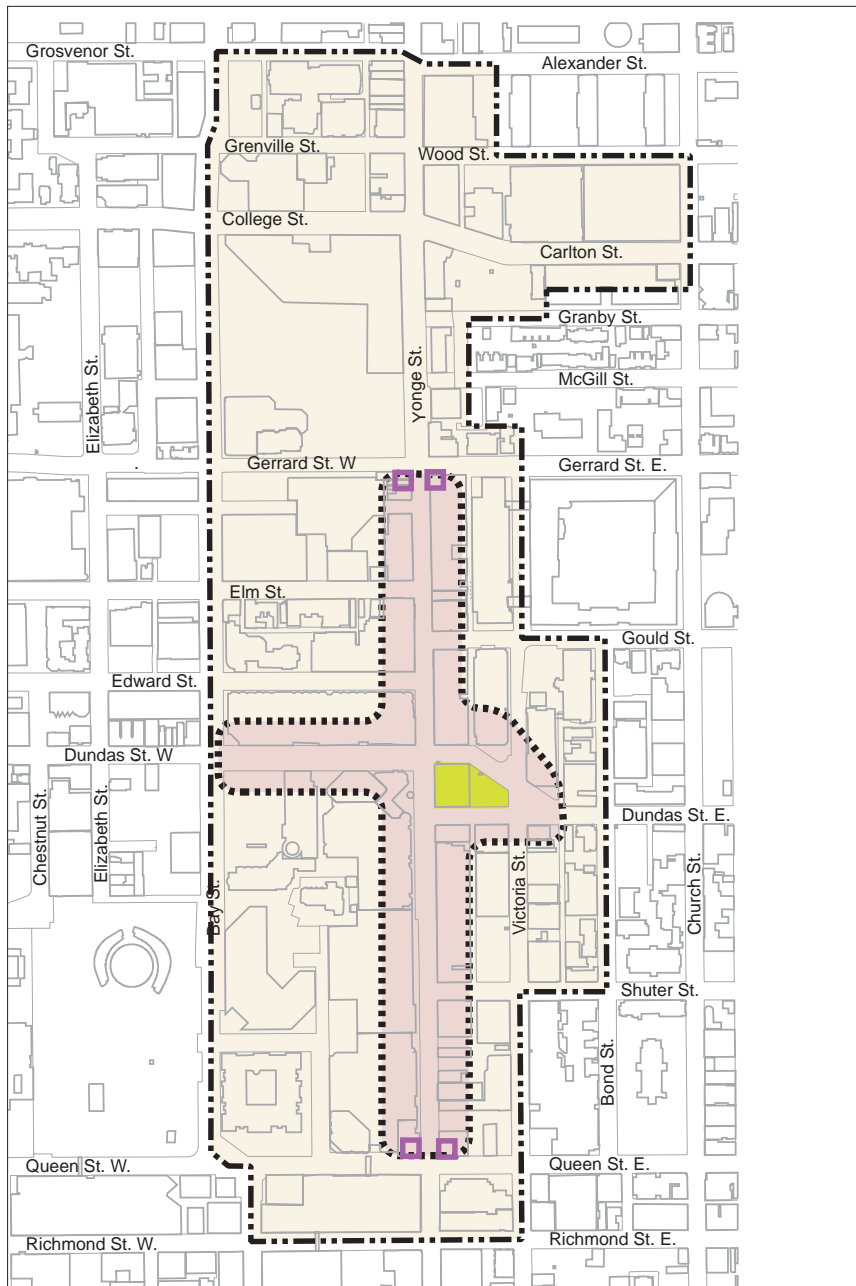 Grosvenor St.
Alexander St.
Grenville St.
Wood St.
College St.
Carlton St.
Granby St.
Yonge St.
Elizabeth St.
McGill St.
Gerrard St. W
Gerrard St. E.
Elm St.
Gould St.
Edward St.
Dundas St. W
Chestnut St.
Elizabeth St.
Dundas St. E.
Bay St.
Victoria St.
Church St.
Shuter St.
Bond St.
Queen St. W.
Queen St. E.
Richmond St. W.
Richmond St. E.